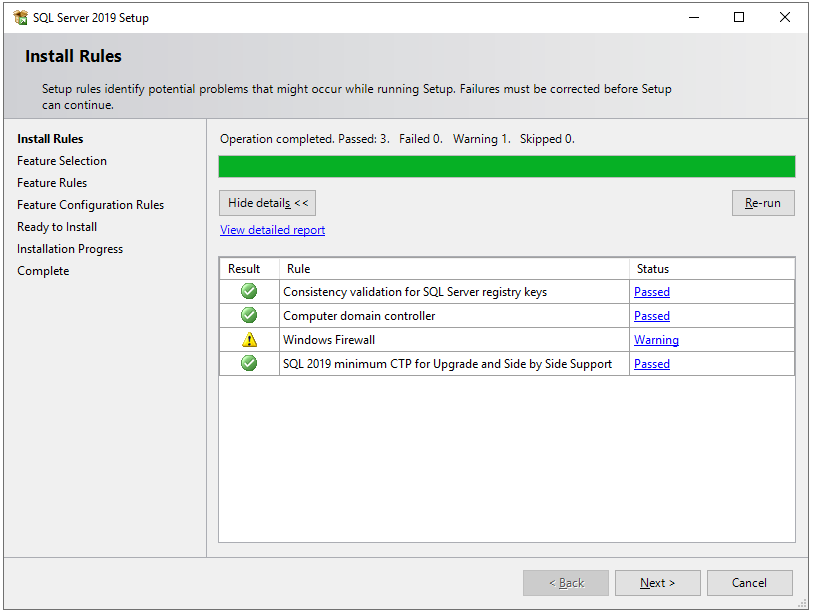 SQL Server 2019 Setup
Install Rules
Setup rules identify potential problems that might occur while running Setup. Failures must be corrected before Setup
can continue.
Install Rules
Feature Selection
Feature Rules
Feature Configuration Rules
Ready to Install
Installation Progress
Complete
Operation completed. Passed: 3.   Failed 0.   Warning 1.   Skipped 0.
Hide details <<
Re-run
View detailed report
Result Rule Status
Consistency validation for SQL Server registry keys Passed
Computer domain controller Passed
Windows Firewall Warning
SQL 2019 minimum CTP for Upgrade and Side by Side Support Passed
< Back Next > Cancel